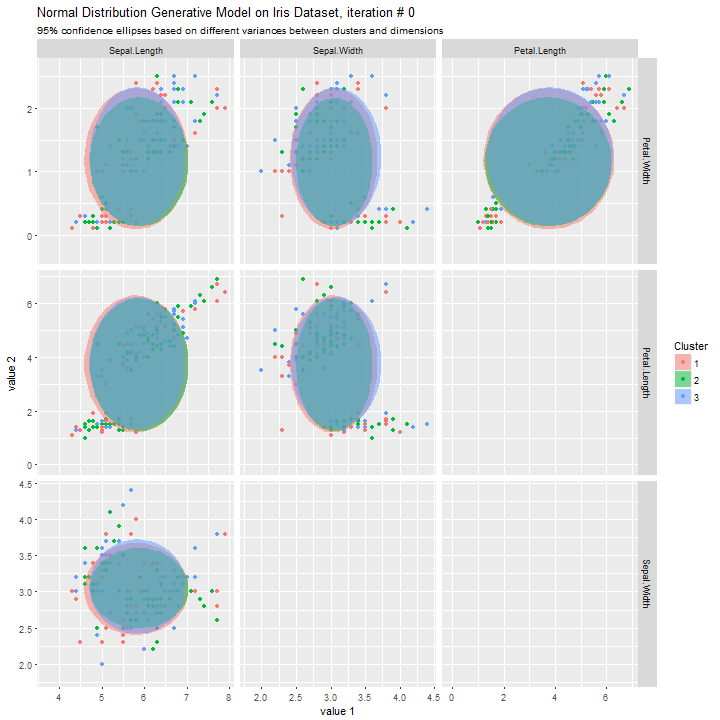 Normal Distribution Generative Model on Iris Dataset, iteration # 0
95% confidence ellipses based on different variances between clusters and dimensions
Sepal.Length Sepal.Width Petal.Length
2
1
0
Petal.Width
6
4
2
0
Petal.Length
4.5
4.0
3.5
3.0
2.5
2.0
Sepal.Width
4 5 6 7 8
2.0 2.5 3.0 3.5 4.0 4.5
0 2 4 6
value 1
value 2
Cluster
1
2
3